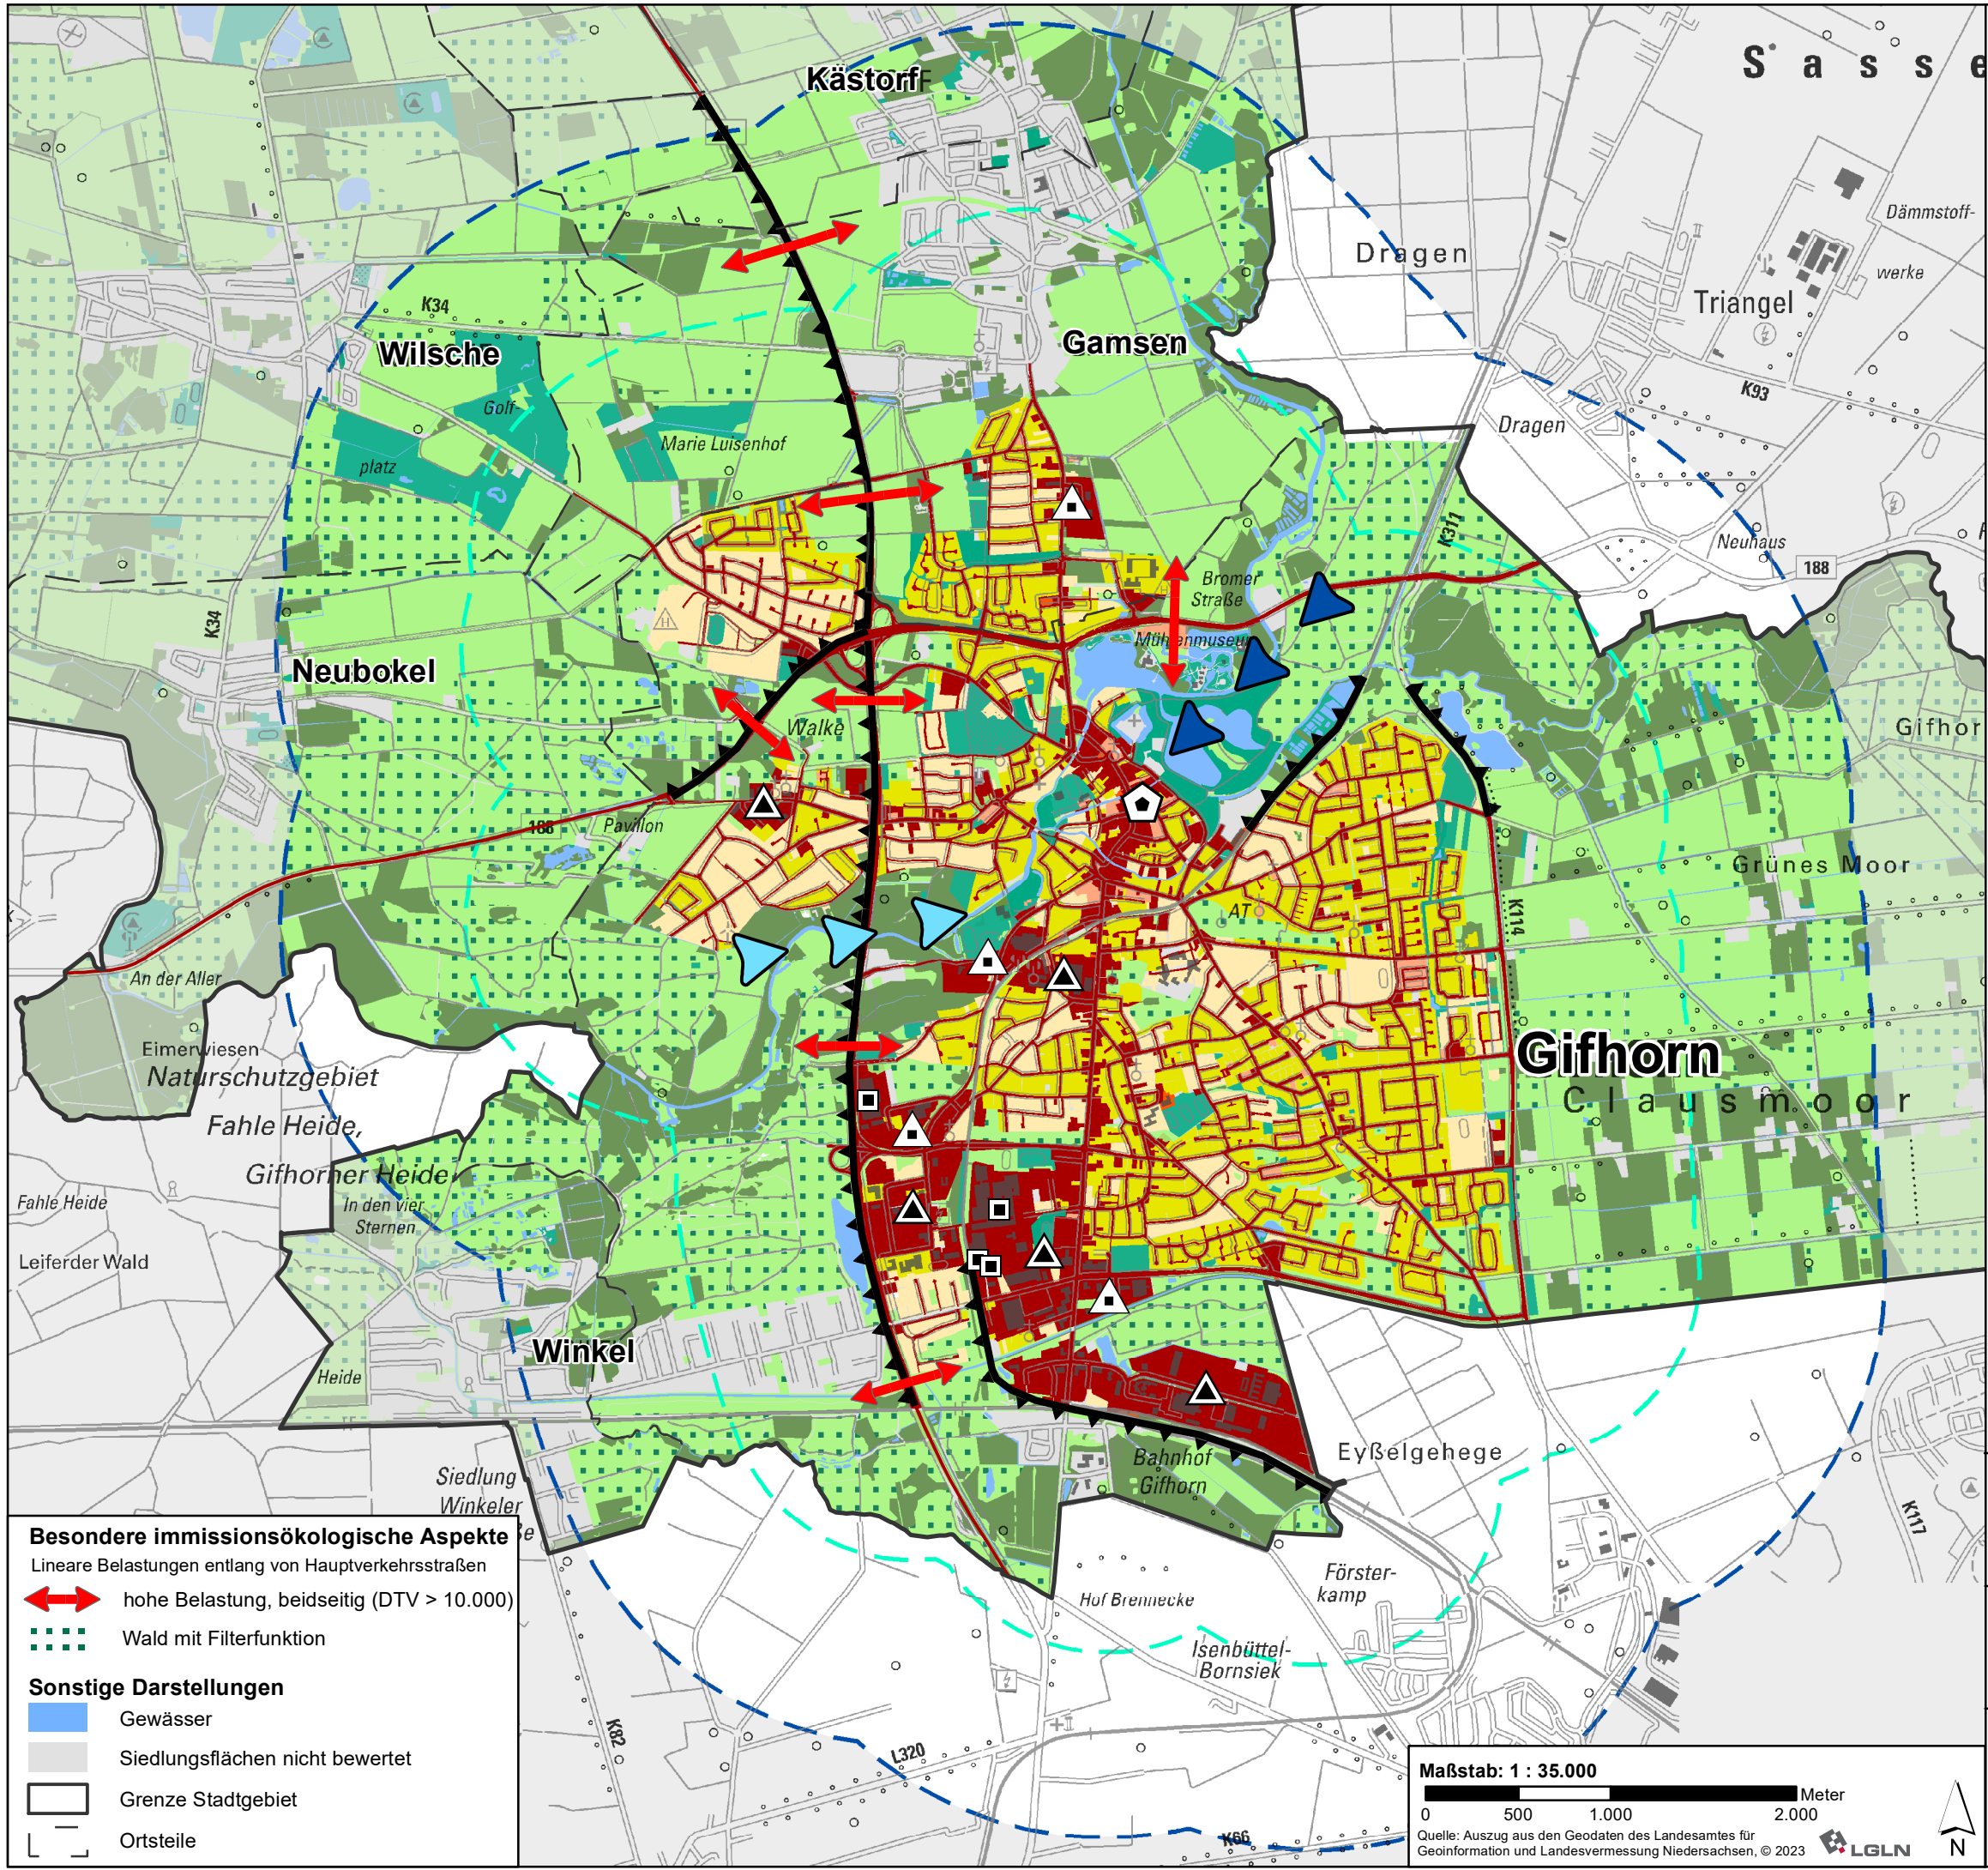 Kästorf
S a s s e
Dämmstoff-
werke
Dragen
Triangel
K34
Wilsche
Gamsen
K93
Golf-
platz
Marie Luisenhof
Dragen
K311
Neuhaus
188
Bromer
Straße
K34
Mühlenmuseum
Neubokel
Walke
Gifhor
188
Pavillon
Grünes Moor
AT
K114
An der Aller
Eimerwiesen
Naturschutzgebiet
Gifhorn
Clausmoor
Fahle Heide,
Gifhorner Heide
Fahle Heide
In den vier
Sternen
Leiferder Wald
Winkel
Heide
Eyßelgehege
Bahnhof
Gifhorn
Siedlung
Winkeler
K117
Förster-
kamp
Hof Brennecke
Isenbüttel-
Bornsiek
K82
L320
K66
Besondere immissionsökologische Aspekte
Lineare Belastungen entlang von Hauptverkehrsstraßen
hohe Belastung, beidseitig (DTV > 10.000)
Wald mit Filterfunktion
Sonstige Darstellungen
Gewässer
Siedlungsflächen nicht bewertet
Grenze Stadtgebiet
Ortsteile
Maßstab: 1 : 35.000
Meter
0 500 1.000 2.000
Quelle: Auszug aus den Geodaten des Landesamtes für
Geoinformation und Landesvermessung Niedersachsen, © 2023
LGLN
N